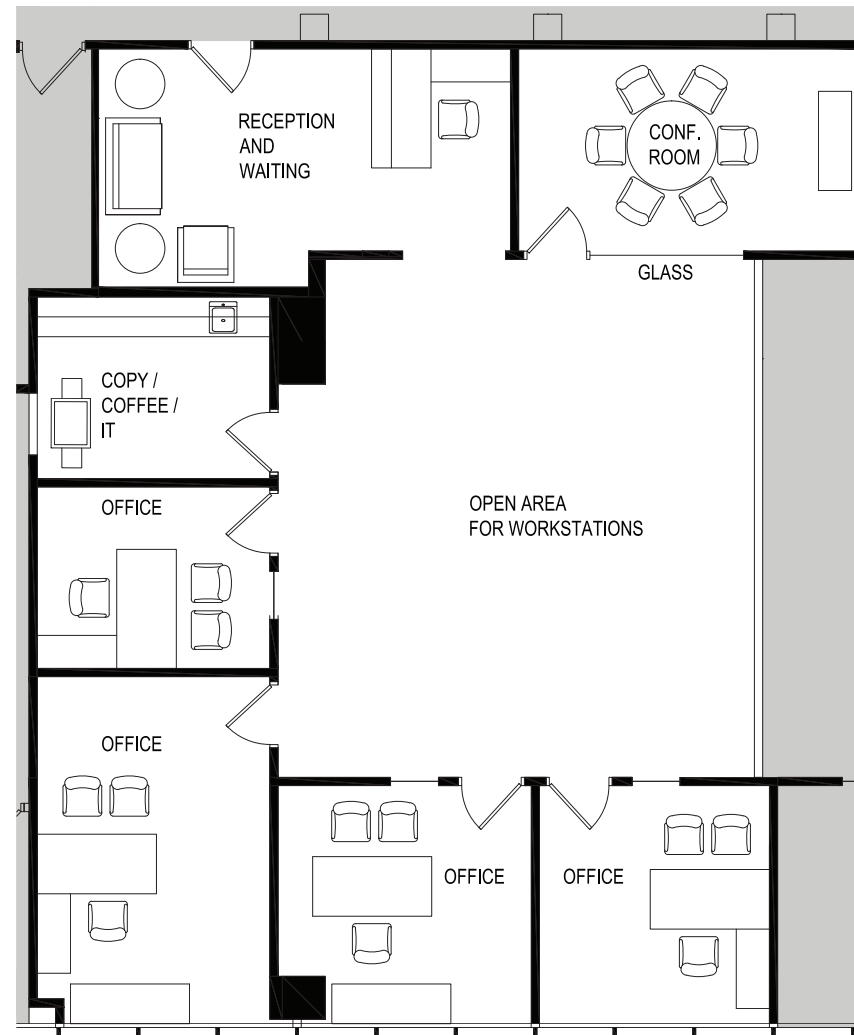 RECEPTION
AND
WAITING
CONF.
ROOM
GLASS
COPY /
COFFEE /
IT
OFFICE
OPEN AREA
FOR WORKSTATIONS
OFFICE
OFFICE
OFFICE